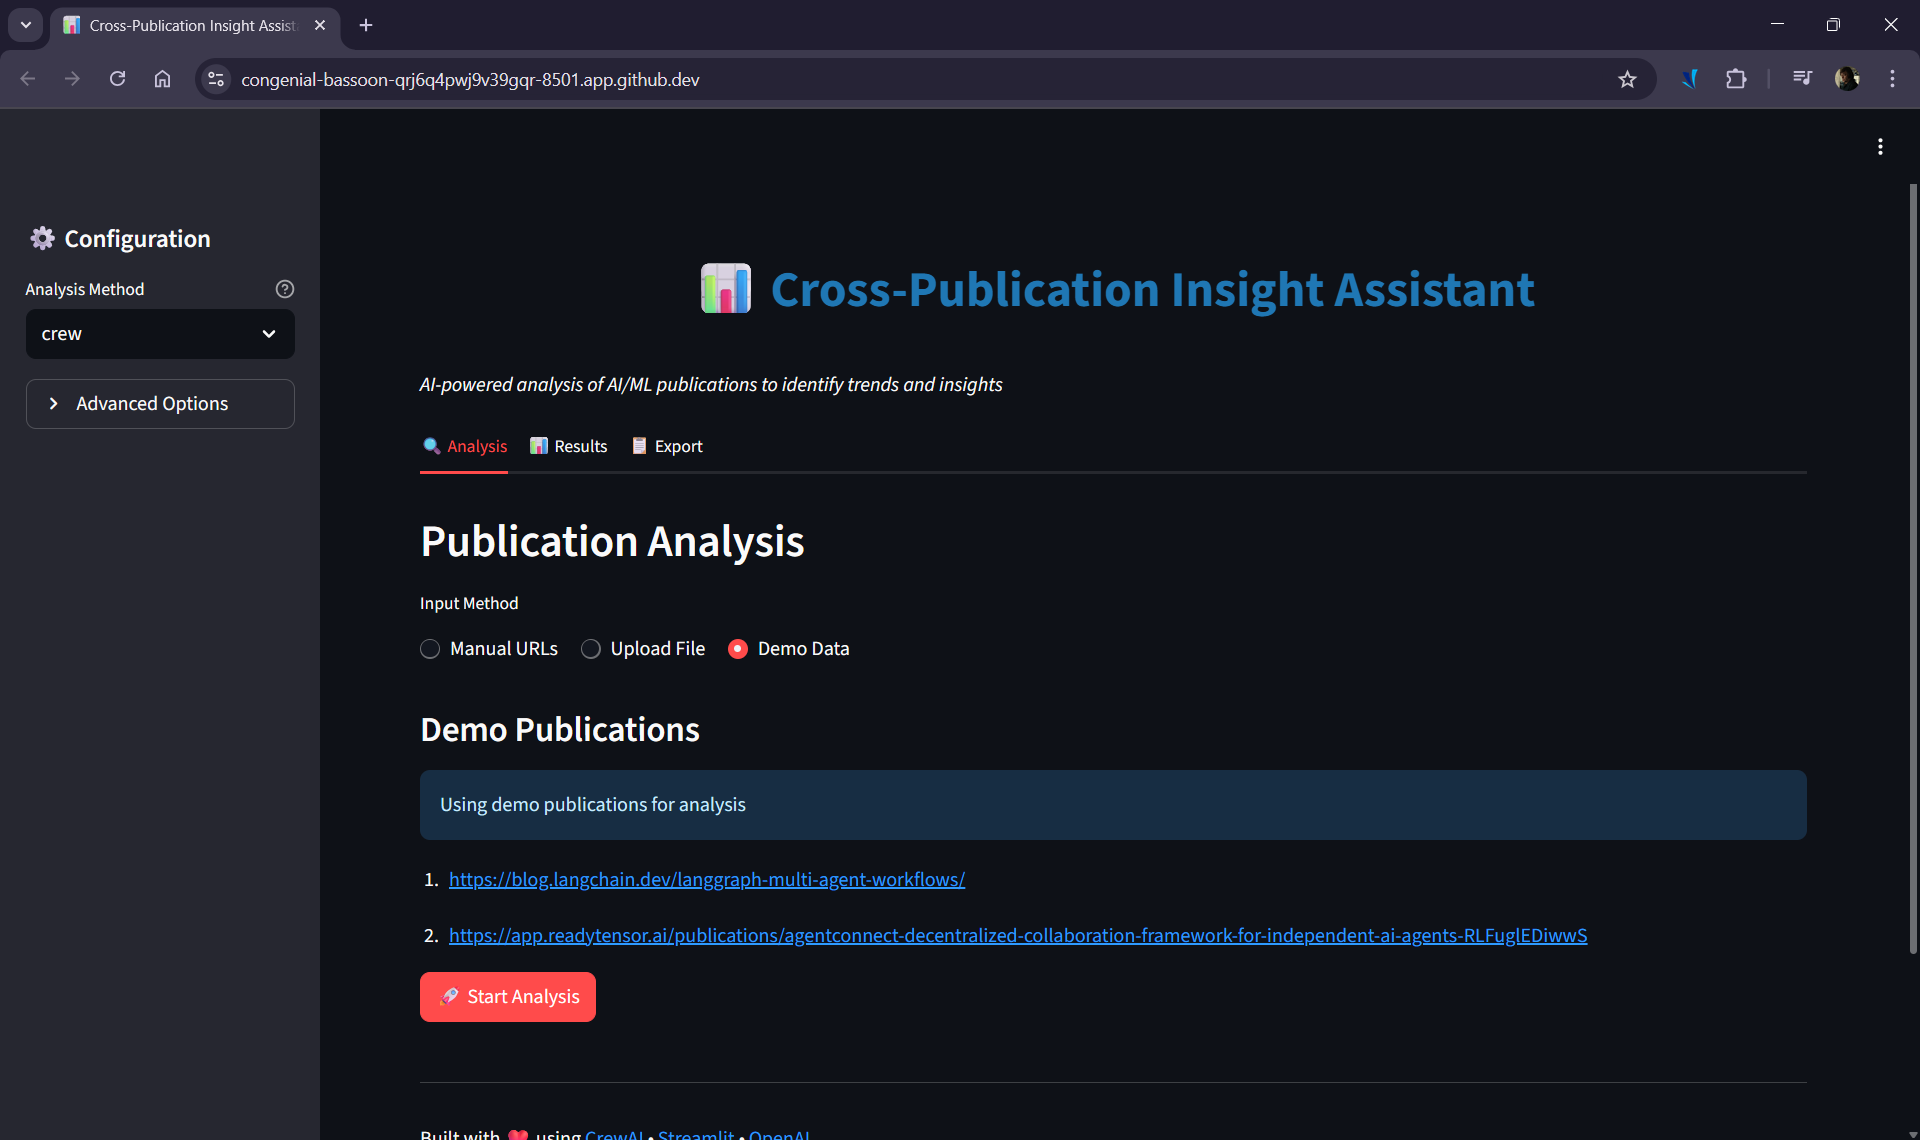 Cross-Publication Insight Assist
congenial-bassoon-qrj6q4pwj9v39gqr-8501.app.github.dev
Configuration
Analysis Method
crew
Advanced Options
Cross-Publication Insight Assistant
AI-powered analysis of AI/ML publications to identify trends and insights
Analysis Results Export
Publication Analysis
Input Method
Manual URLs Upload File Demo Data
Demo Publications
Using demo publications for analysis
1. https://blog.langchain.dev/langgraph-multi-agent-workflows/
2. https://app.readytensor.ai/publications/agentconnect-decentralized-collaboration-framework-for-independent-ai-agents-RLFuglEDiwwS
Start Analysis
Built with ❤️ using CrewAI • Streamlit • OpenAI